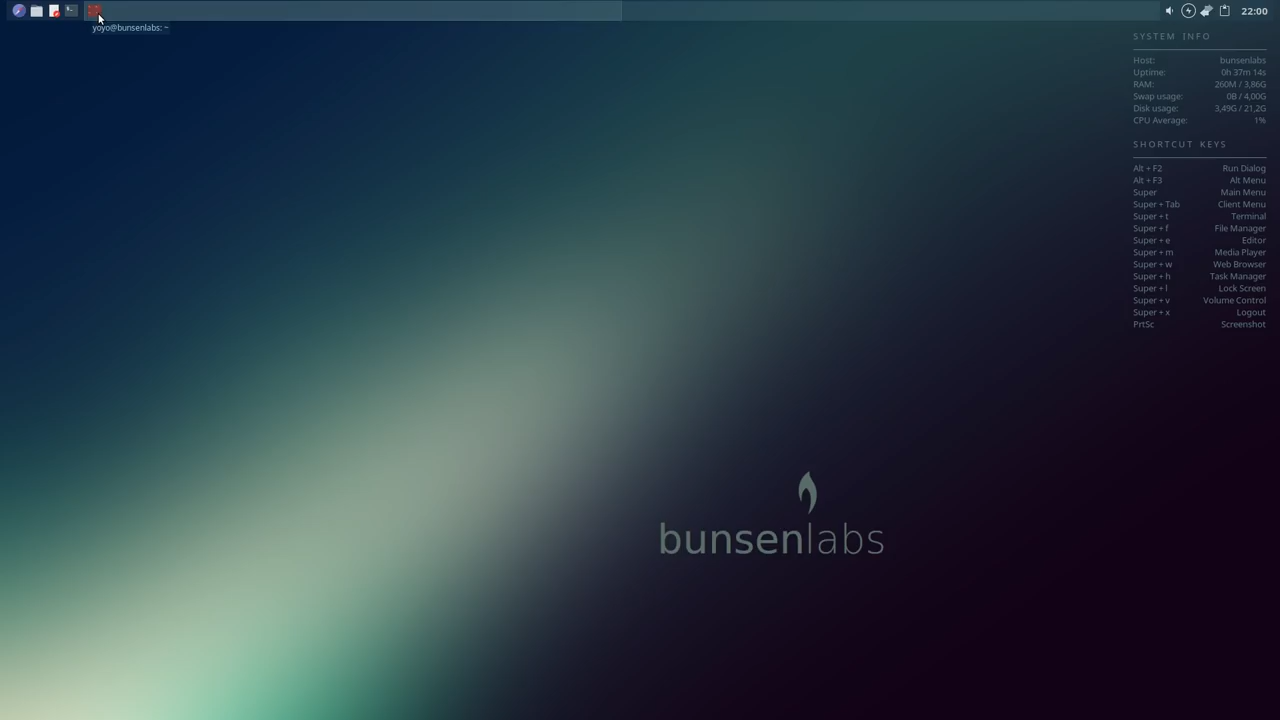 22:00
yoyo@bunsenlabs: ~
SYSTEM INFO
Host: bunsenlabs
Uptime: 0h 37m 14s
RAM: 260M / 3,86G
Swap usage: 0B / 4,00G
Disk usage: 3,49G / 21,2G
CPU Average: 1%
SHORTCUT KEYS
Alt + F2 Run Dialog
Alt + F3 Alt Menu
Super Main Menu
Super + Tab Client Menu
Super + t Terminal
Super + f File Manager
Super + e Editor
Super + m Media Player
Super + w Web Browser
Super + h Task Manager
Super + l Lock Screen
Super + v Volume Control
Super + x Logout
PrtSc Screenshot
bunsenlabs